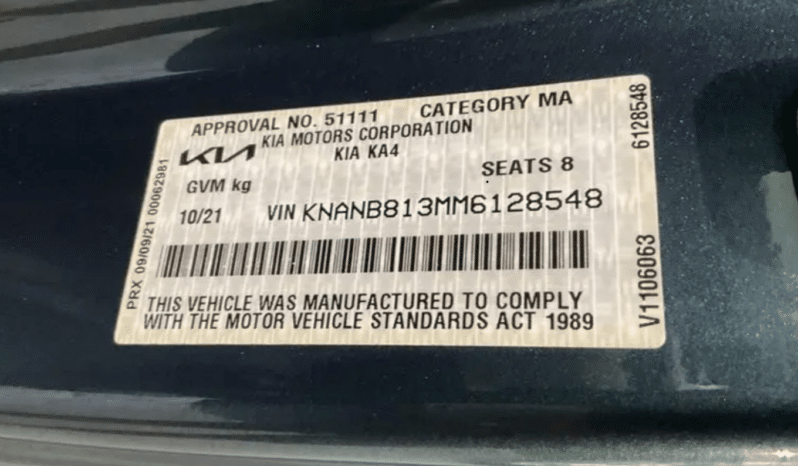 APPROVAL NO. 51111 CATEGORY MA
KIA KIA MOTORS CORPORATION
KIA KA4
GVM kg SEATS 8
10/21 VIN KNANB813MM6128548
THIS VEHICLE WAS MANUFACTURED TO COMPLY
WITH THE MOTOR VEHICLE STANDARDS ACT 1989
PRX 09/09/21 00062981
V1106063 6128548